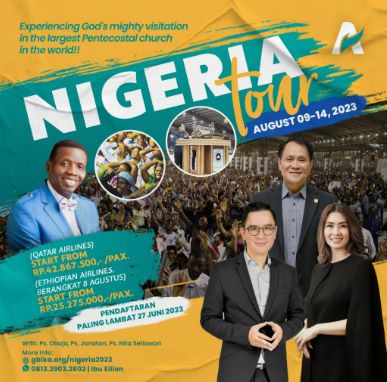 Experiencing God's mighty visitation
in the largest Pentecostal church
in the world!!
NIGERIA
tour
AUGUST 09-14, 2023
(QATAR AIRLINES)
START FROM
RP.42.867.500,- /PAX.
(ETHIOPIAN AIRLINES,
BERANGKAT 8 AGUSTUS)
START FROM
RP.25.275.000,- /PAX.
PENDAFTARAN
PALING LAMBAT 27 JUNI 2023
With: Ps. Obaja, Ps. Jonatan, Ps. Nita Setiawan
More Info:
gbika.org/nigeria2023
0813.2903.2802 | Ibu Eilien